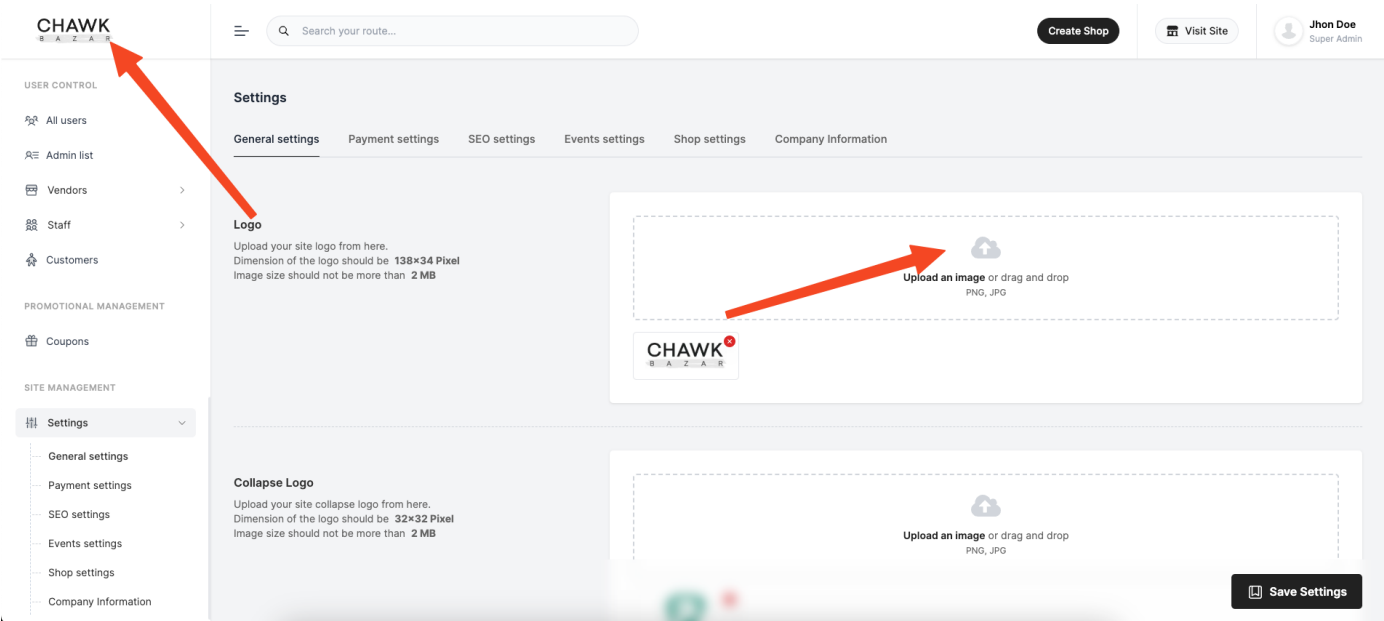 CHAWK
BAZAR
Search your route...
Create Shop
Visit Site
Jhon Doe
Super Admin
USER CONTROL
All users
Admin list
Vendors
Staff
Customers
PROMOTIONAL MANAGEMENT
Coupons
SITE MANAGEMENT
Settings
General settings
Payment settings
SEO settings
Events settings
Shop settings
Company Information
Settings
General settings Payment settings SEO settings Events settings Shop settings Company Information
Logo
Upload your site logo from here.
Dimension of the logo should be 138x34 Pixel
Image size should not be more than 2 MB
Upload an image or drag and drop
PNG, JPG
CHAWK
BAZAR
Collapse Logo
Upload your site collapse logo from here.
Dimension of the logo should be 32x32 Pixel
Image size should not be more than 2 MB
Upload an image or drag and drop
PNG, JPG
Save Settings